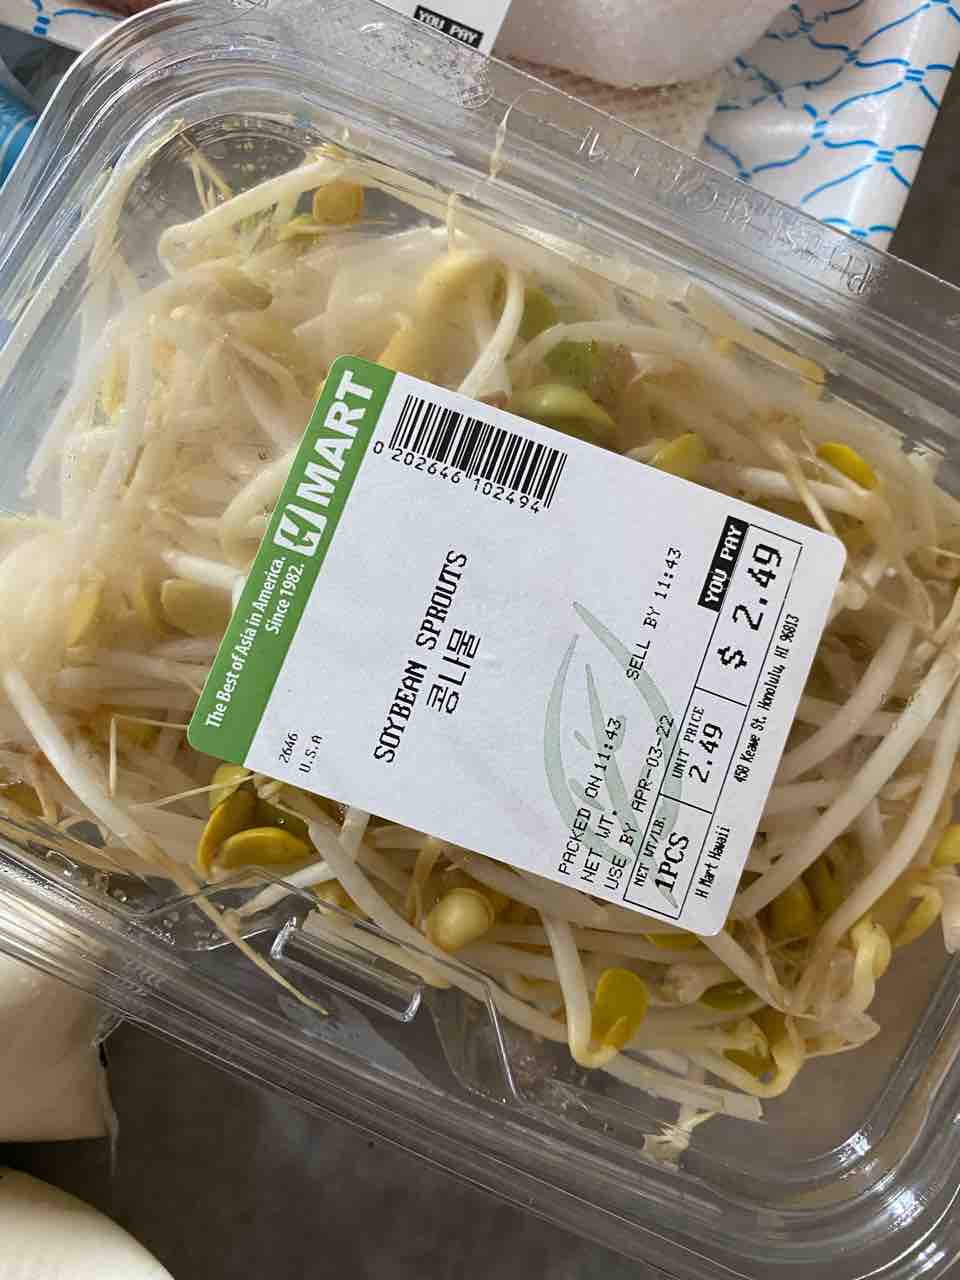 YOU PAY
H MART
The Best of Asia in America.
Since 1982.
0 202646 102494
2646
U.S.A
SOYBEAN SPROUTS
콩나물
PACKED ON 11:43
SELL BY 11:43
NET WT.
USE BY APR-03-22
NET WT/LB.
1PCS
UNIT PRICE
2.49
YOU PAY
$ 2.49
H Mart Hawaii
458 Keawe St. Honolulu, HI 96813